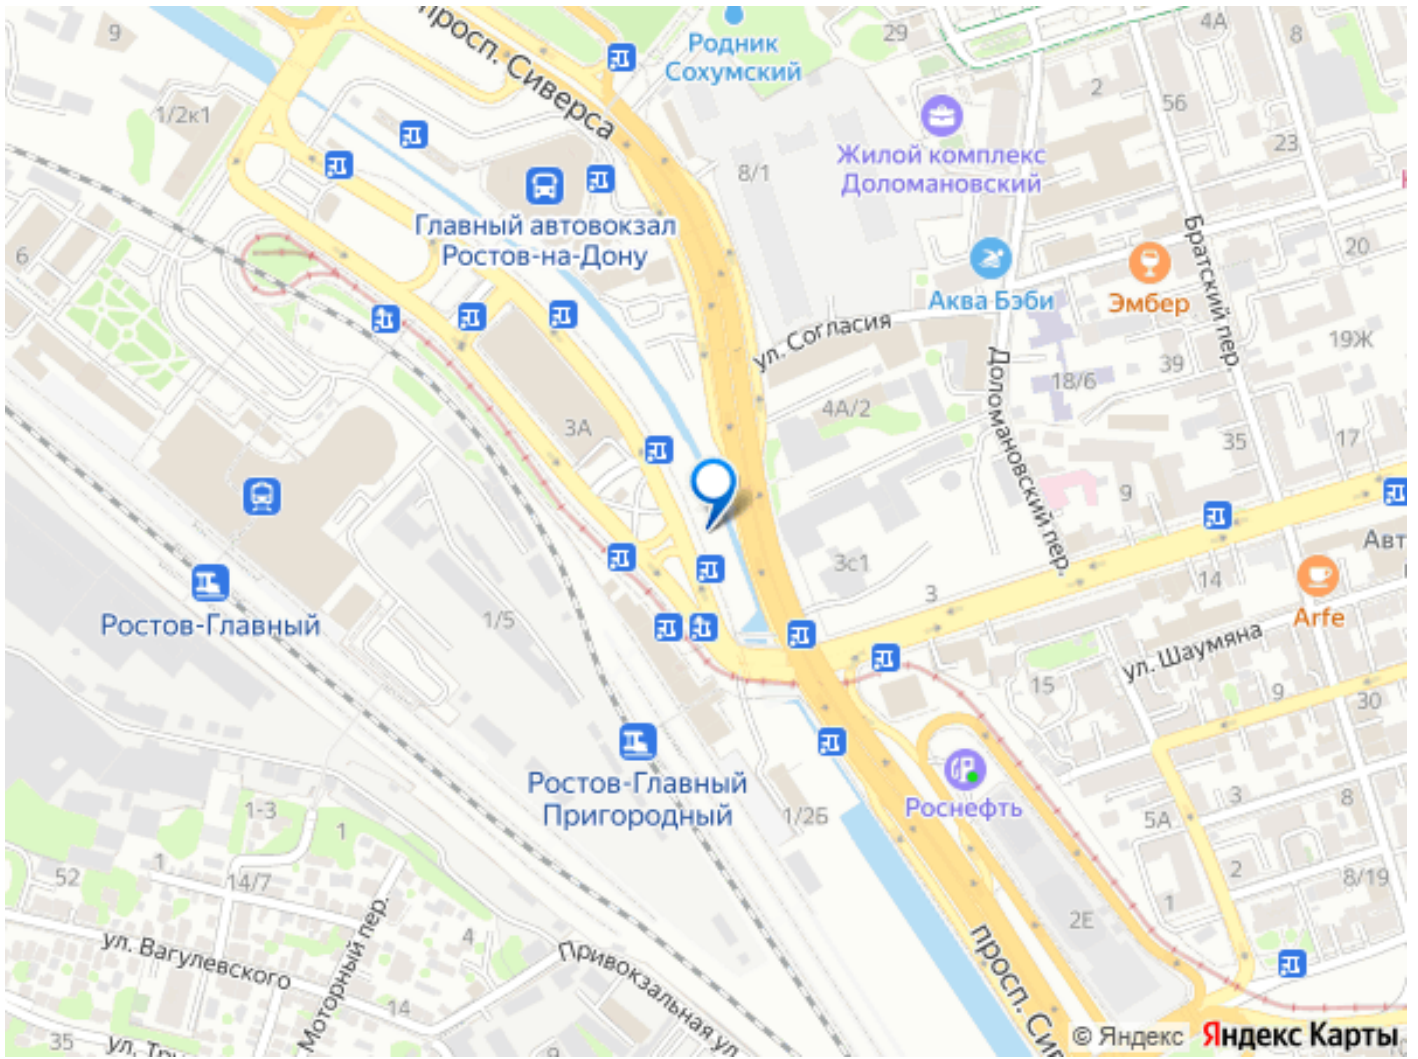 9
просп. Сиверса
Родник
Сохумский
29
4А
8
2
56
23
1/2к1
8/1
Жилой комплекс
Доломановский
Главный автовокзал
Ростов-на-Дону
6
Братский пер.
20
Аква Бэби
Эмбер
ул. Согласия
19Ж
39
18/6
Доломановский пер.
4А/2
3А
35
17
9
Авт
3с1
14
3
Arfe
Ростов-Главный
1/5
ул. Шаумяна
15
9
30
Ростов-Главный
Пригородный
Роснефть
1/2Б
3
8
5А
1-3
1
1
52
14/7
2
8/19
1
2Е
4
ул. Вагулевского
Моторный пер.
Привокзальная ул.
просп. Сив
14
35
9
© Яндекс
Яндекс Карты